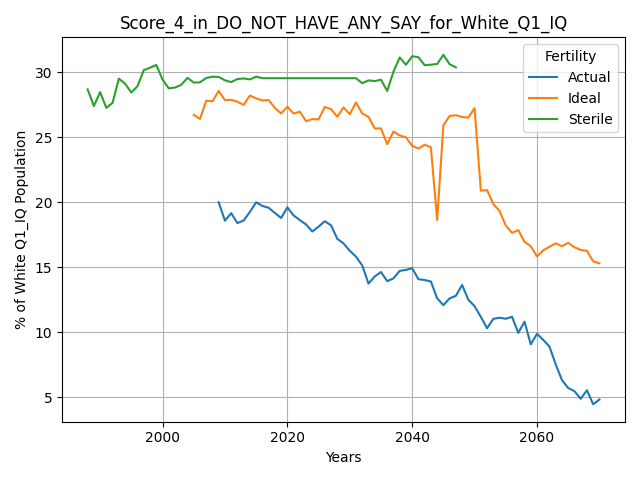 Score_4_in_DO_NOT_HAVE_ANY_SAY_for_White_Q1_IQ
% of White Q1_IQ Population
30
25
20
15
10
5
Fertility
Actual
Ideal
Sterile
2000
2020
2040
2060
Years